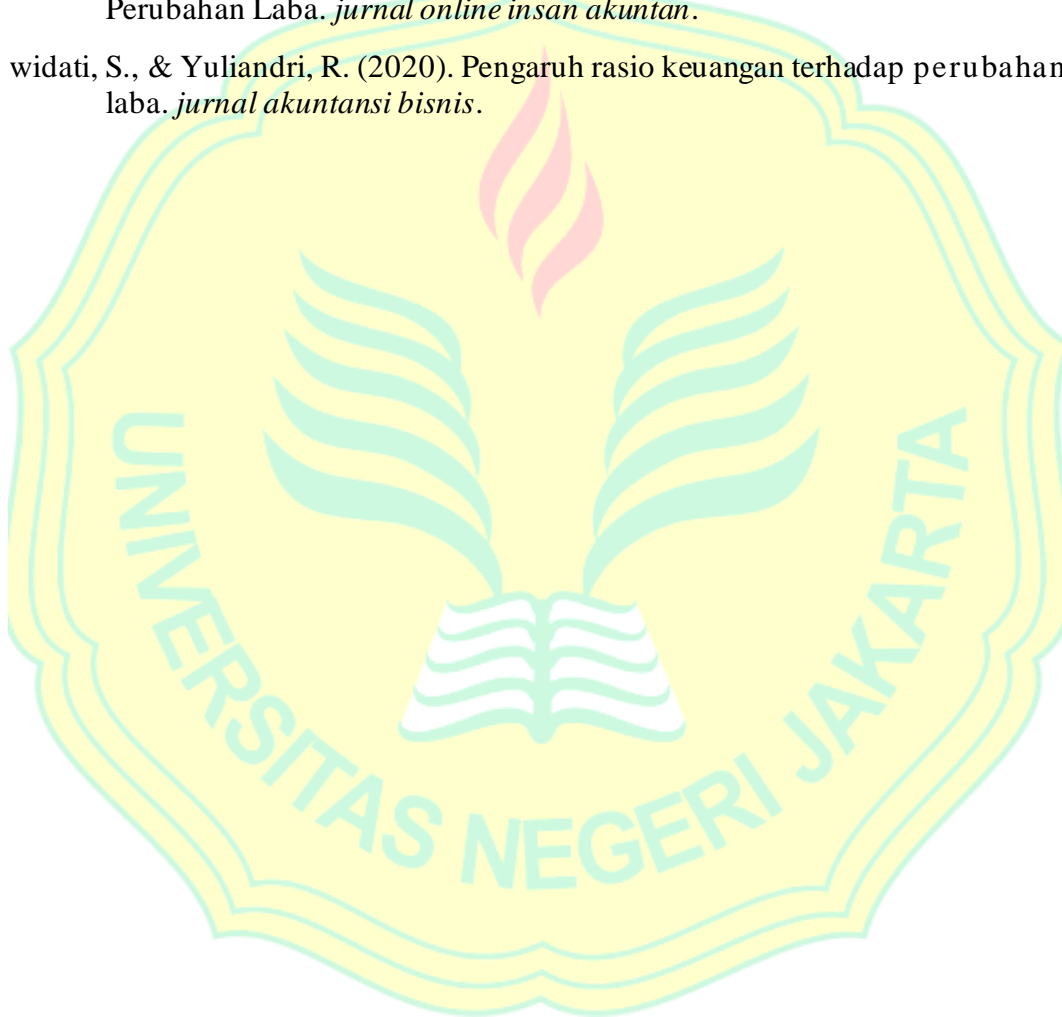 Perubahan Laba. jurnal online insan akuntan.
widati, S., & Yuliandri, R. (2020). Pengaruh rasio keuangan terhadap perubahan
laba. jurnal akuntansi bisnis.
UNIVERSITAS NEGERI JAKARTA